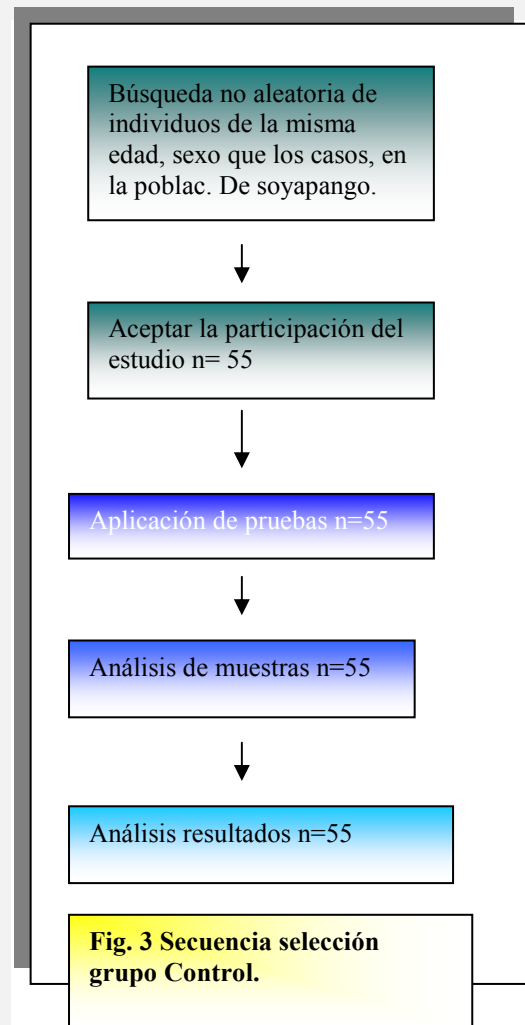 Búsqueda no aleatoria de
individuos de la misma
edad, sexo que los casos, en
la poblac. De soyapango.
Aceptar la participación del
estudio n= 55
Aplicación de pruebas n=55
Análisis de muestras n=55
Análisis resultados n=55
Fig. 3 Secuencia selección
grupo Control.